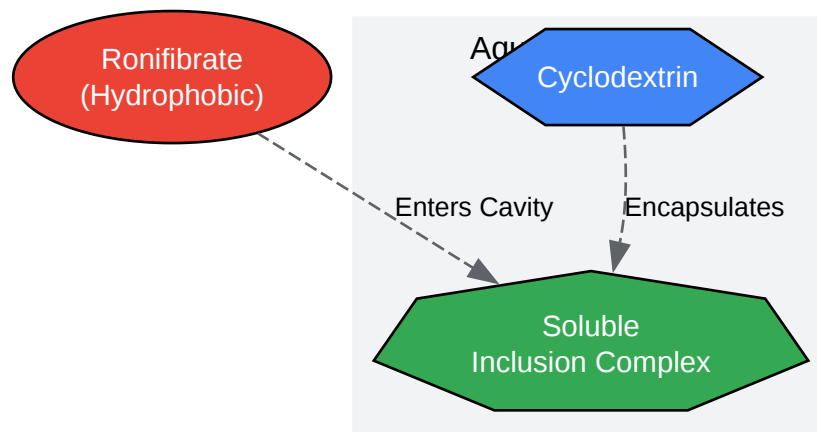 Ronifibrate
(Hydrophobic)
Cyclodextrin
Enters Cavity
Encapsulates
Soluble
Inclusion Complex